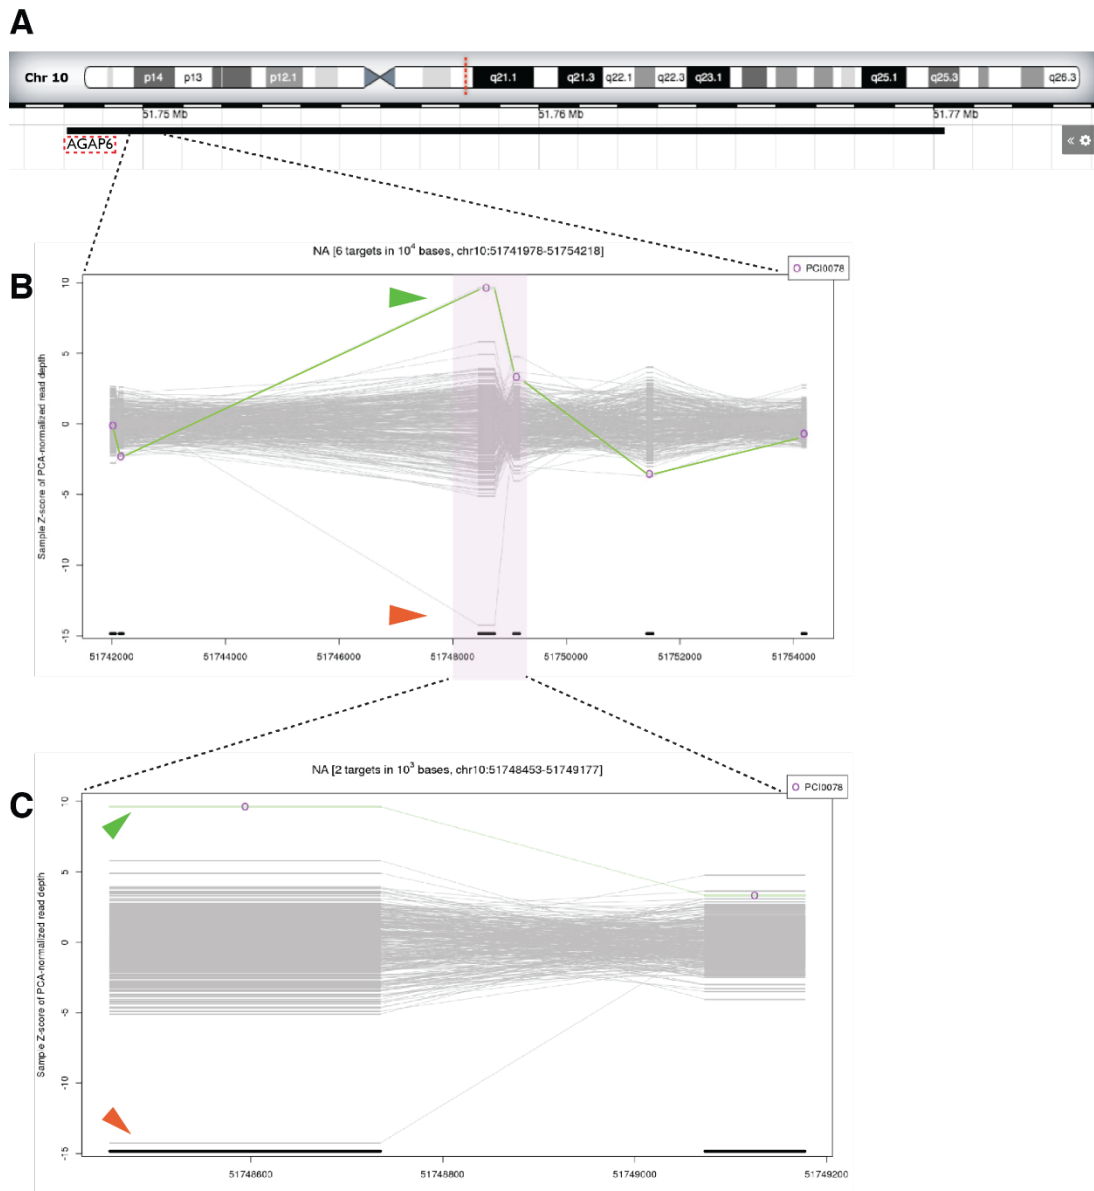 A
Chr 10
p14 p13 p12.1 q21.1 q21.3 q22.1 q22.3 q23.1 q25.1 q25.3 q26.3
51.75 Mb 51.76 Mb 51.77 Mb
AGAP6
«
B
NA [6 targets in 10⁴ bases, chr10:51741978-51754218]
PCI0078
Sample Z-score of PCA-normalized read depth
10
5
0
-5
-10
-15
51742000 51744000 51746000 51748000 51750000 51752000 51754000
C
NA [2 targets in 10³ bases, chr10:51748453-51749177]
PCI0078
Sample Z-score of PCA-normalized read depth
10
5
0
-5
-10
-15
51748600 51748800 51749000 51749200